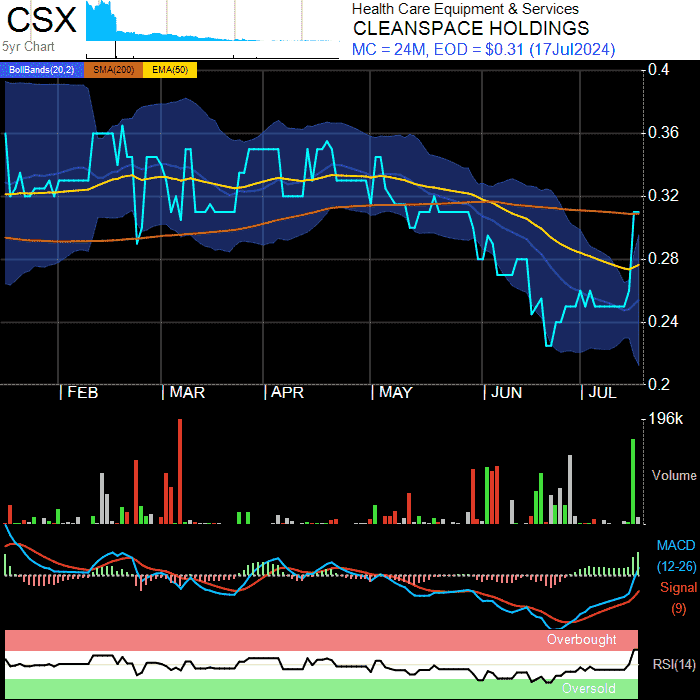 CSX
5yr Chart
Health Care Equipment & Services
CLEANSPACE HOLDINGS
MC = 24M, EOD = $0.31 (17Jul2024)
BollBands(20,2) SMA(200) EMA(50)
0.4
0.36
0.32
0.28
0.24
0.2
FEB MAR APR MAY JUN JUL
196k
Volume
MACD
(12-26)
Signal
(9)
Overbought
RSI(14)
Oversold